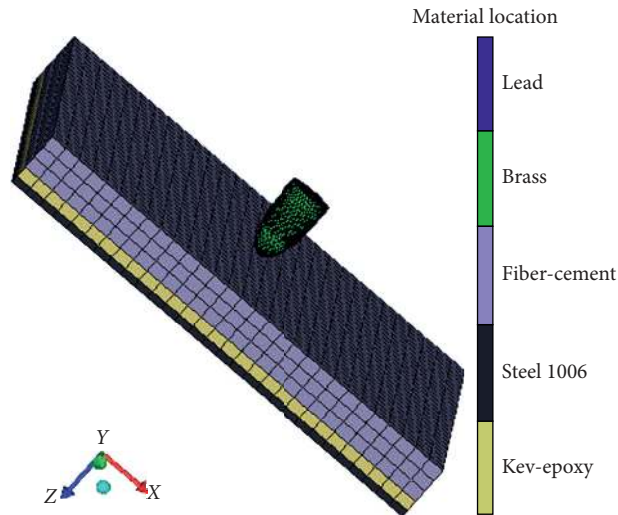 Material location
Lead
Brass
Fiber-cement
Steel 1006
Kev-epoxy
Y
Z
X